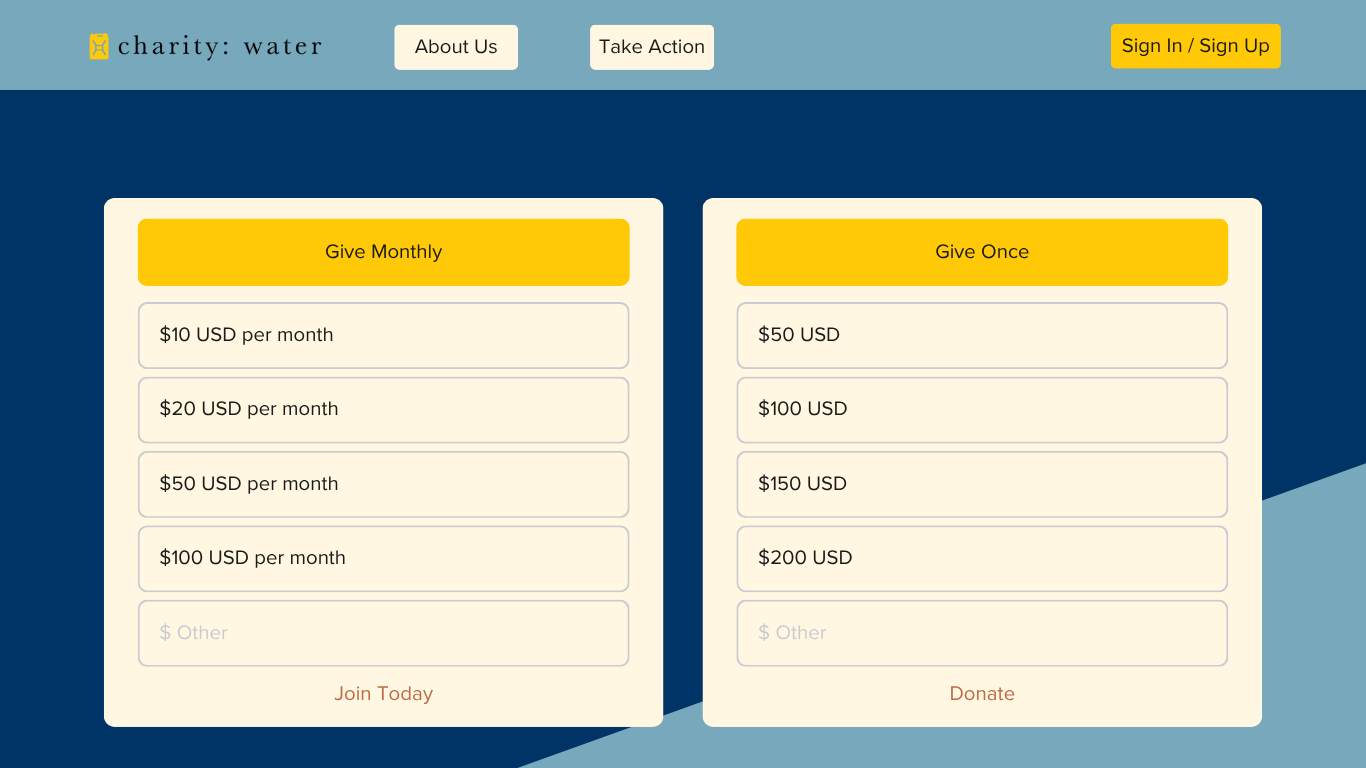 charity: water
About Us
Take Action
Sign In / Sign Up
Give Monthly
$10 USD per month
$20 USD per month
$50 USD per month
$100 USD per month
$ Other
Join Today
Give Once
$50 USD
$100 USD
$150 USD
$200 USD
$ Other
Donate